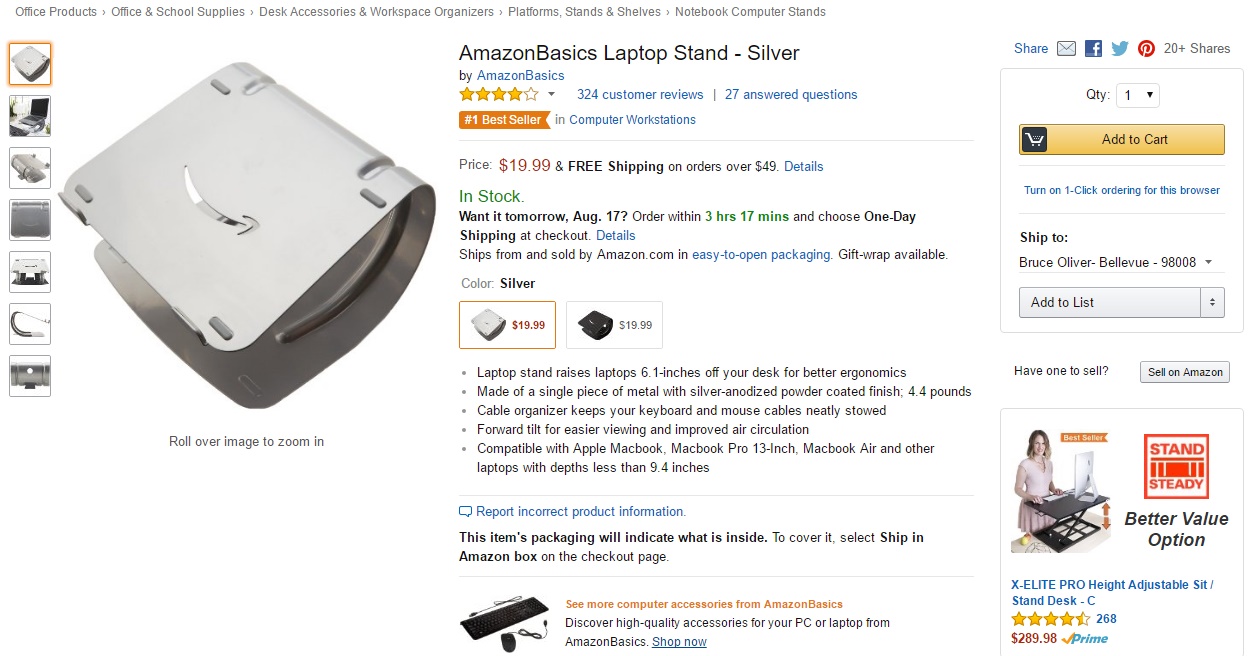 Office Products › Office & School Supplies › Desk Accessories & Workspace Organizers › Platforms, Stands & Shelves › Notebook Computer Stands
Roll over image to zoom in
AmazonBasics Laptop Stand - Silver
by AmazonBasics
324 customer reviews | 27 answered questions
#1 Best Seller in Computer Workstations
Price: $19.99 & FREE Shipping on orders over $49. Details
In Stock.
Want it tomorrow, Aug. 17? Order within 3 hrs 17 mins and choose One-Day
Shipping at checkout. Details
Ships from and sold by Amazon.com in easy-to-open packaging. Gift-wrap available.
Color: Silver
$19.99 $19.99
• Laptop stand raises laptops 6.1-inches off your desk for better ergonomics
• Made of a single piece of metal with silver-anodized powder coated finish; 4.4 pounds
• Cable organizer keeps your keyboard and mouse cables neatly stowed
• Forward tilt for easier viewing and improved air circulation
• Compatible with Apple Macbook, Macbook Pro 13-Inch, Macbook Air and other
laptops with depths less than 9.4 inches
Report incorrect product information.
This item's packaging will indicate what is inside. To cover it, select Ship in
Amazon box on the checkout page.
See more computer accessories from AmazonBasics
Discover high-quality accessories for your PC or laptop from
AmazonBasics. Shop now
Share 20+ Shares
Qty: 1
Add to Cart
Turn on 1-Click ordering for this browser
Ship to:
Bruce Oliver- Bellevue - 98008
Add to List
Have one to sell? Sell on Amazon
Best Seller
STAND
STEADY
Better Value
Option
X-ELITE PRO Height Adjustable Sit /
Stand Desk - C
268
$289.98 Prime